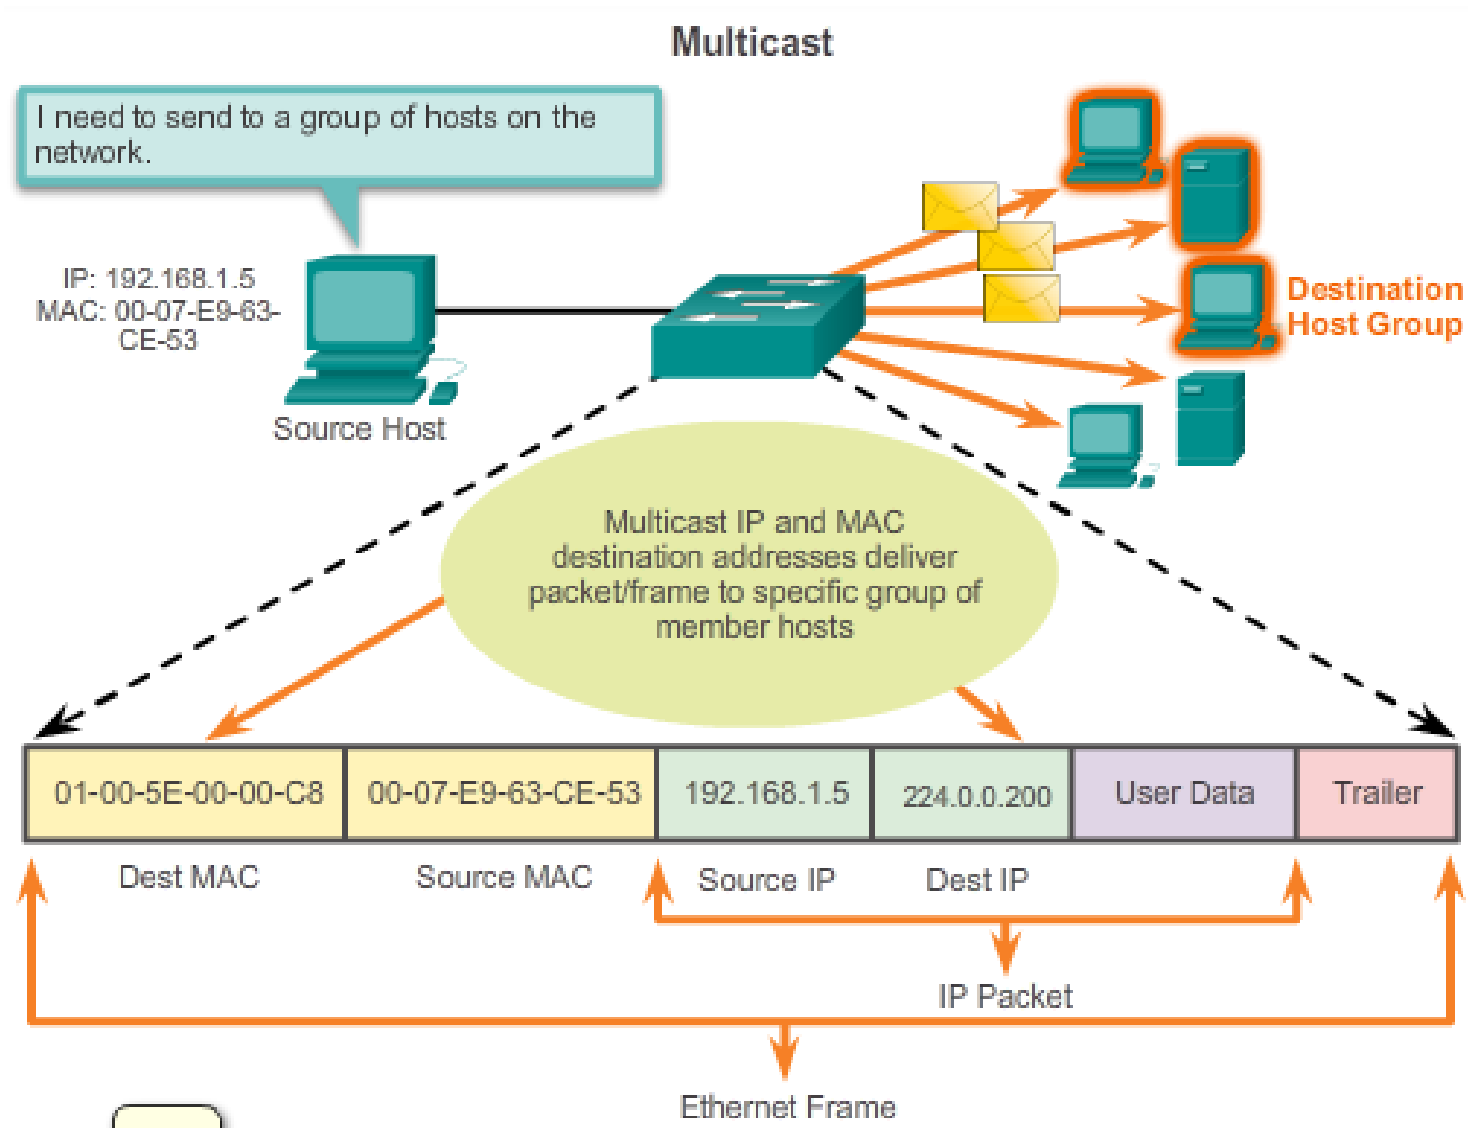 Multicast
I need to send to a group of hosts on the
network.
IP: 192.168.1.5
MAC: 00-07-E9-63-
CE-53
Source Host
Destination
Host Group
Multicast IP and MAC
destination addresses deliver
packet/frame to specific group of
member hosts
01-00-5E-00-00-C8
00-07-E9-63-CE-53
192.168.1.5
224.0.0.200
User Data
Trailer
Dest MAC
Source MAC
Source IP
Dest IP
IP Packet
Ethernet Frame